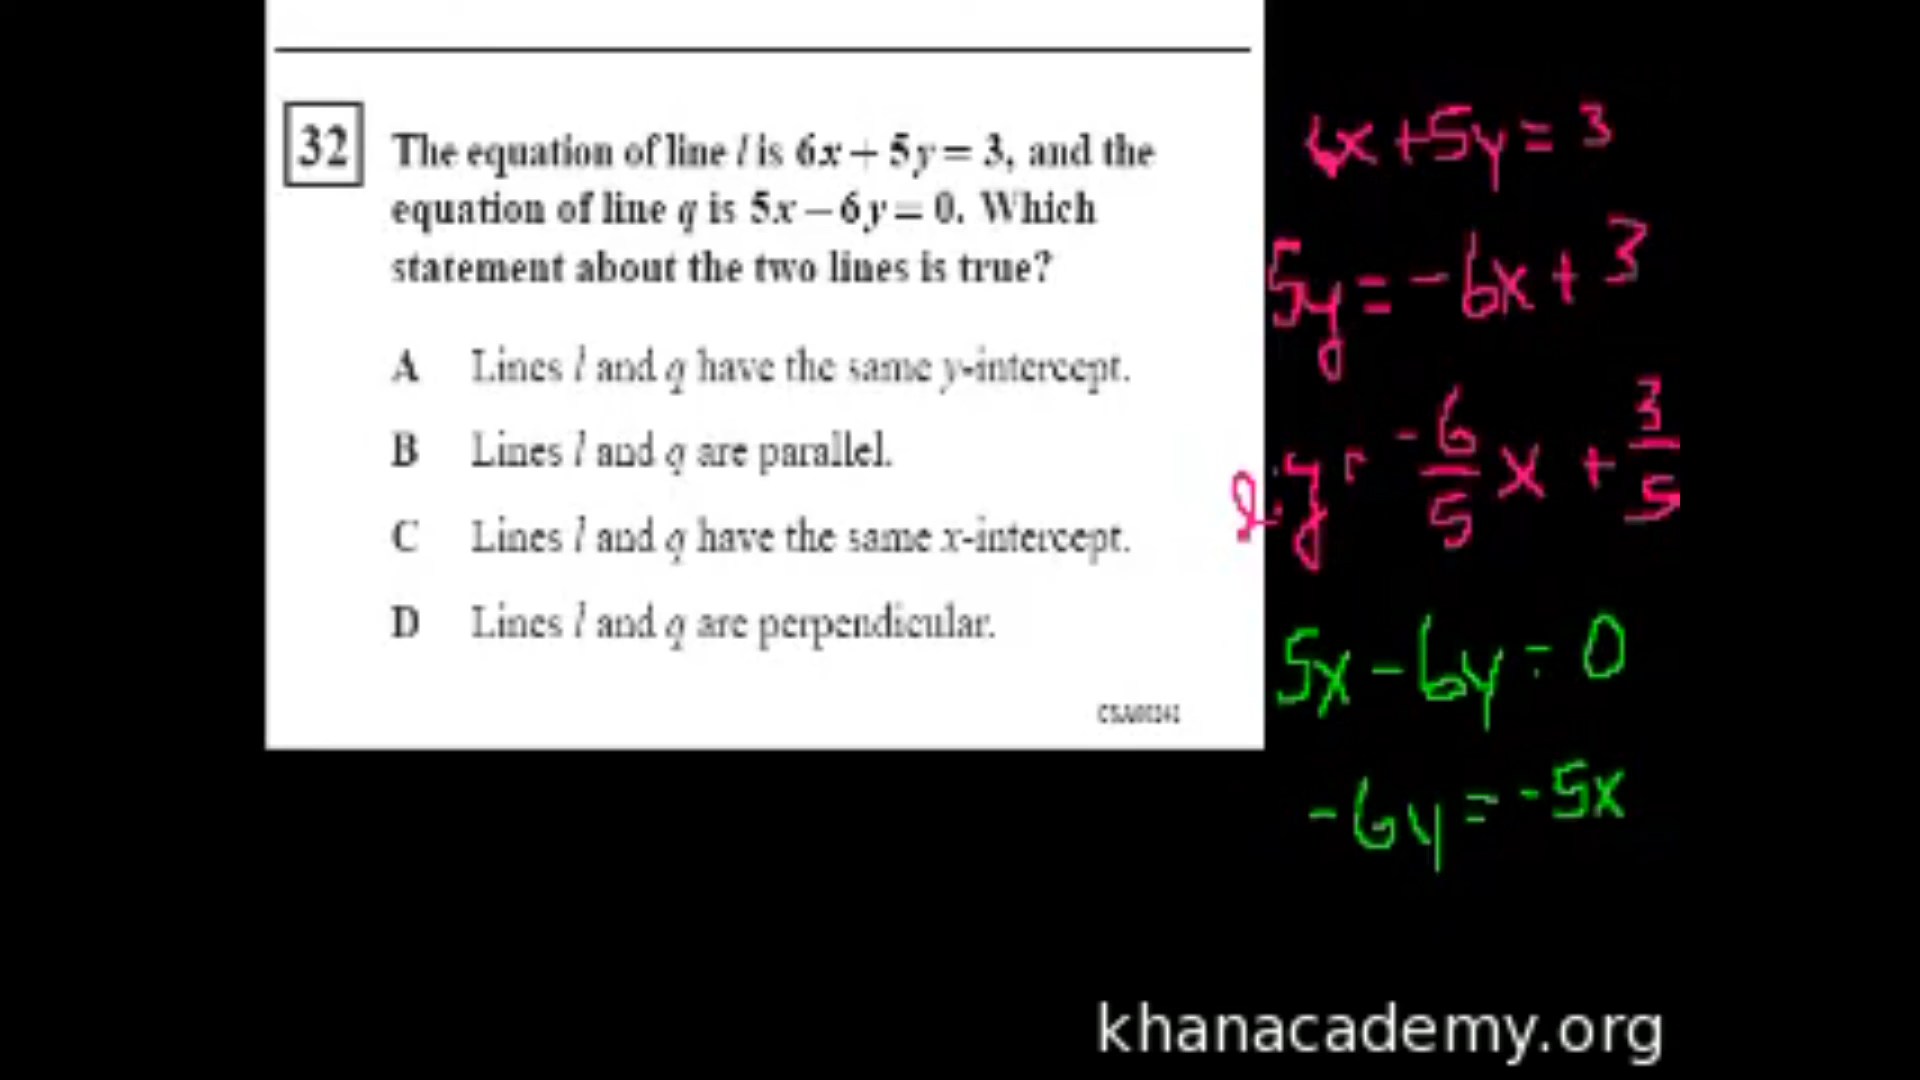 32
The equation of line l is 6x + 5y = 3, and the
equation of line q is 5x − 6y = 0. Which
statement about the two lines is true?
A Lines l and q have the same y-intercept.
B Lines l and q are parallel.
C Lines l and q have the same x-intercept.
D Lines l and q are perpendicular.
6x + 5y = 3
5y = -6x + 3
l: y = -6/5 x + 3/5
5x - 6y = 0
-6y = -5x
khanacademy.org